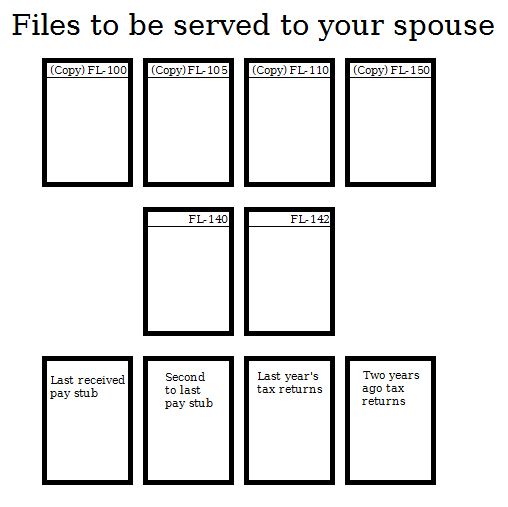 Files to be served to your spouse
(Copy) FL-100
(Copy) FL-105
(Copy) FL-110
(Copy) FL-150
FL-140
FL-142
Last received
pay stub
Second
to last
pay stub
Last year's
tax returns
Two years
ago tax
returns